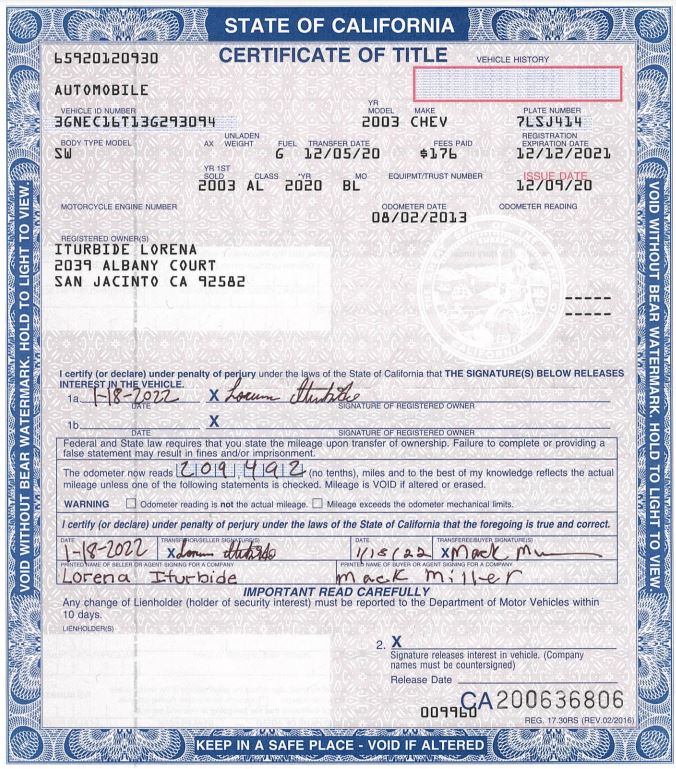 STATE OF CALIFORNIA
CERTIFICATE OF TITLE
VEHICLE HISTORY
65920120930
AUTOMOBILE
VEHICLE ID NUMBER
YR MODEL
MAKE
PLATE NUMBER
3GNEC16T13G293094
2003 CHEV
7LSJ414
BODY TYPE MODEL
AX
UNLADEN WEIGHT
FUEL
TRANSFER DATE
FEES PAID
REGISTRATION EXPIRATION DATE
SW
G 12/05/20
$176
12/12/2021
YR 1ST SOLD
CLASS
*YR
MO
EQUIPMT/TRUST NUMBER
ISSUE DATE
2003 AL 2020 BL
12/09/20
MOTORCYCLE ENGINE NUMBER
ODOMETER DATE
ODOMETER READING
08/02/2013
REGISTERED OWNER(S)
ITURBIDE LORENA
2039 ALBANY COURT
SAN JACINTO CA 92582
-----
-----
I certify (or declare) under penalty of perjury under the laws of the State of California that THE SIGNATURE(S) BELOW RELEASES
INTEREST IN THE VEHICLE.
1a. 1-18-2022 X Lorena Iturbide
DATE
SIGNATURE OF REGISTERED OWNER
1b. X
DATE
SIGNATURE OF REGISTERED OWNER
Federal and State law requires that you state the mileage upon transfer of ownership. Failure to complete or providing a
false statement may result in fines and/or imprisonment.
The odometer now reads 209,492 (no tenths), miles and to the best of my knowledge reflects the actual
mileage unless one of the following statements is checked. Mileage is VOID if altered or erased.
WARNING Odometer reading is not the actual mileage. Mileage exceeds the odometer mechanical limits.
I certify (or declare) under penalty of perjury under the laws of the State of California that the foregoing is true and correct.
DATE
TRANSFEROR/SELLER SIGNATURE(S)
DATE
TRANSFEREE/BUYER SIGNATURE(S)
1-18-2022 X Lorena Iturbide 1/18/22 X Mack
PRINTED NAME OF SELLER OR AGENT SIGNING FOR A COMPANY
PRINTED NAME OF BUYER OR AGENT SIGNING FOR A COMPANY
Lorena Iturbide
Mack Miller
IMPORTANT READ CAREFULLY
Any change of Lienholder (holder of security interest) must be reported to the Department of Motor Vehicles within
10 days.
LIENHOLDER(S)
2. X
Signature releases interest in vehicle. (Company
names must be countersigned)
Release Date
CA200636806
009960
REG. 17.30RS (REV.02/2016)
KEEP IN A SAFE PLACE - VOID IF ALTERED
VOID WITHOUT BEAR WATERMARK. HOLD TO LIGHT TO VIEW.
VOID WITHOUT BEAR WATERMARK. HOLD TO LIGHT TO VIEW